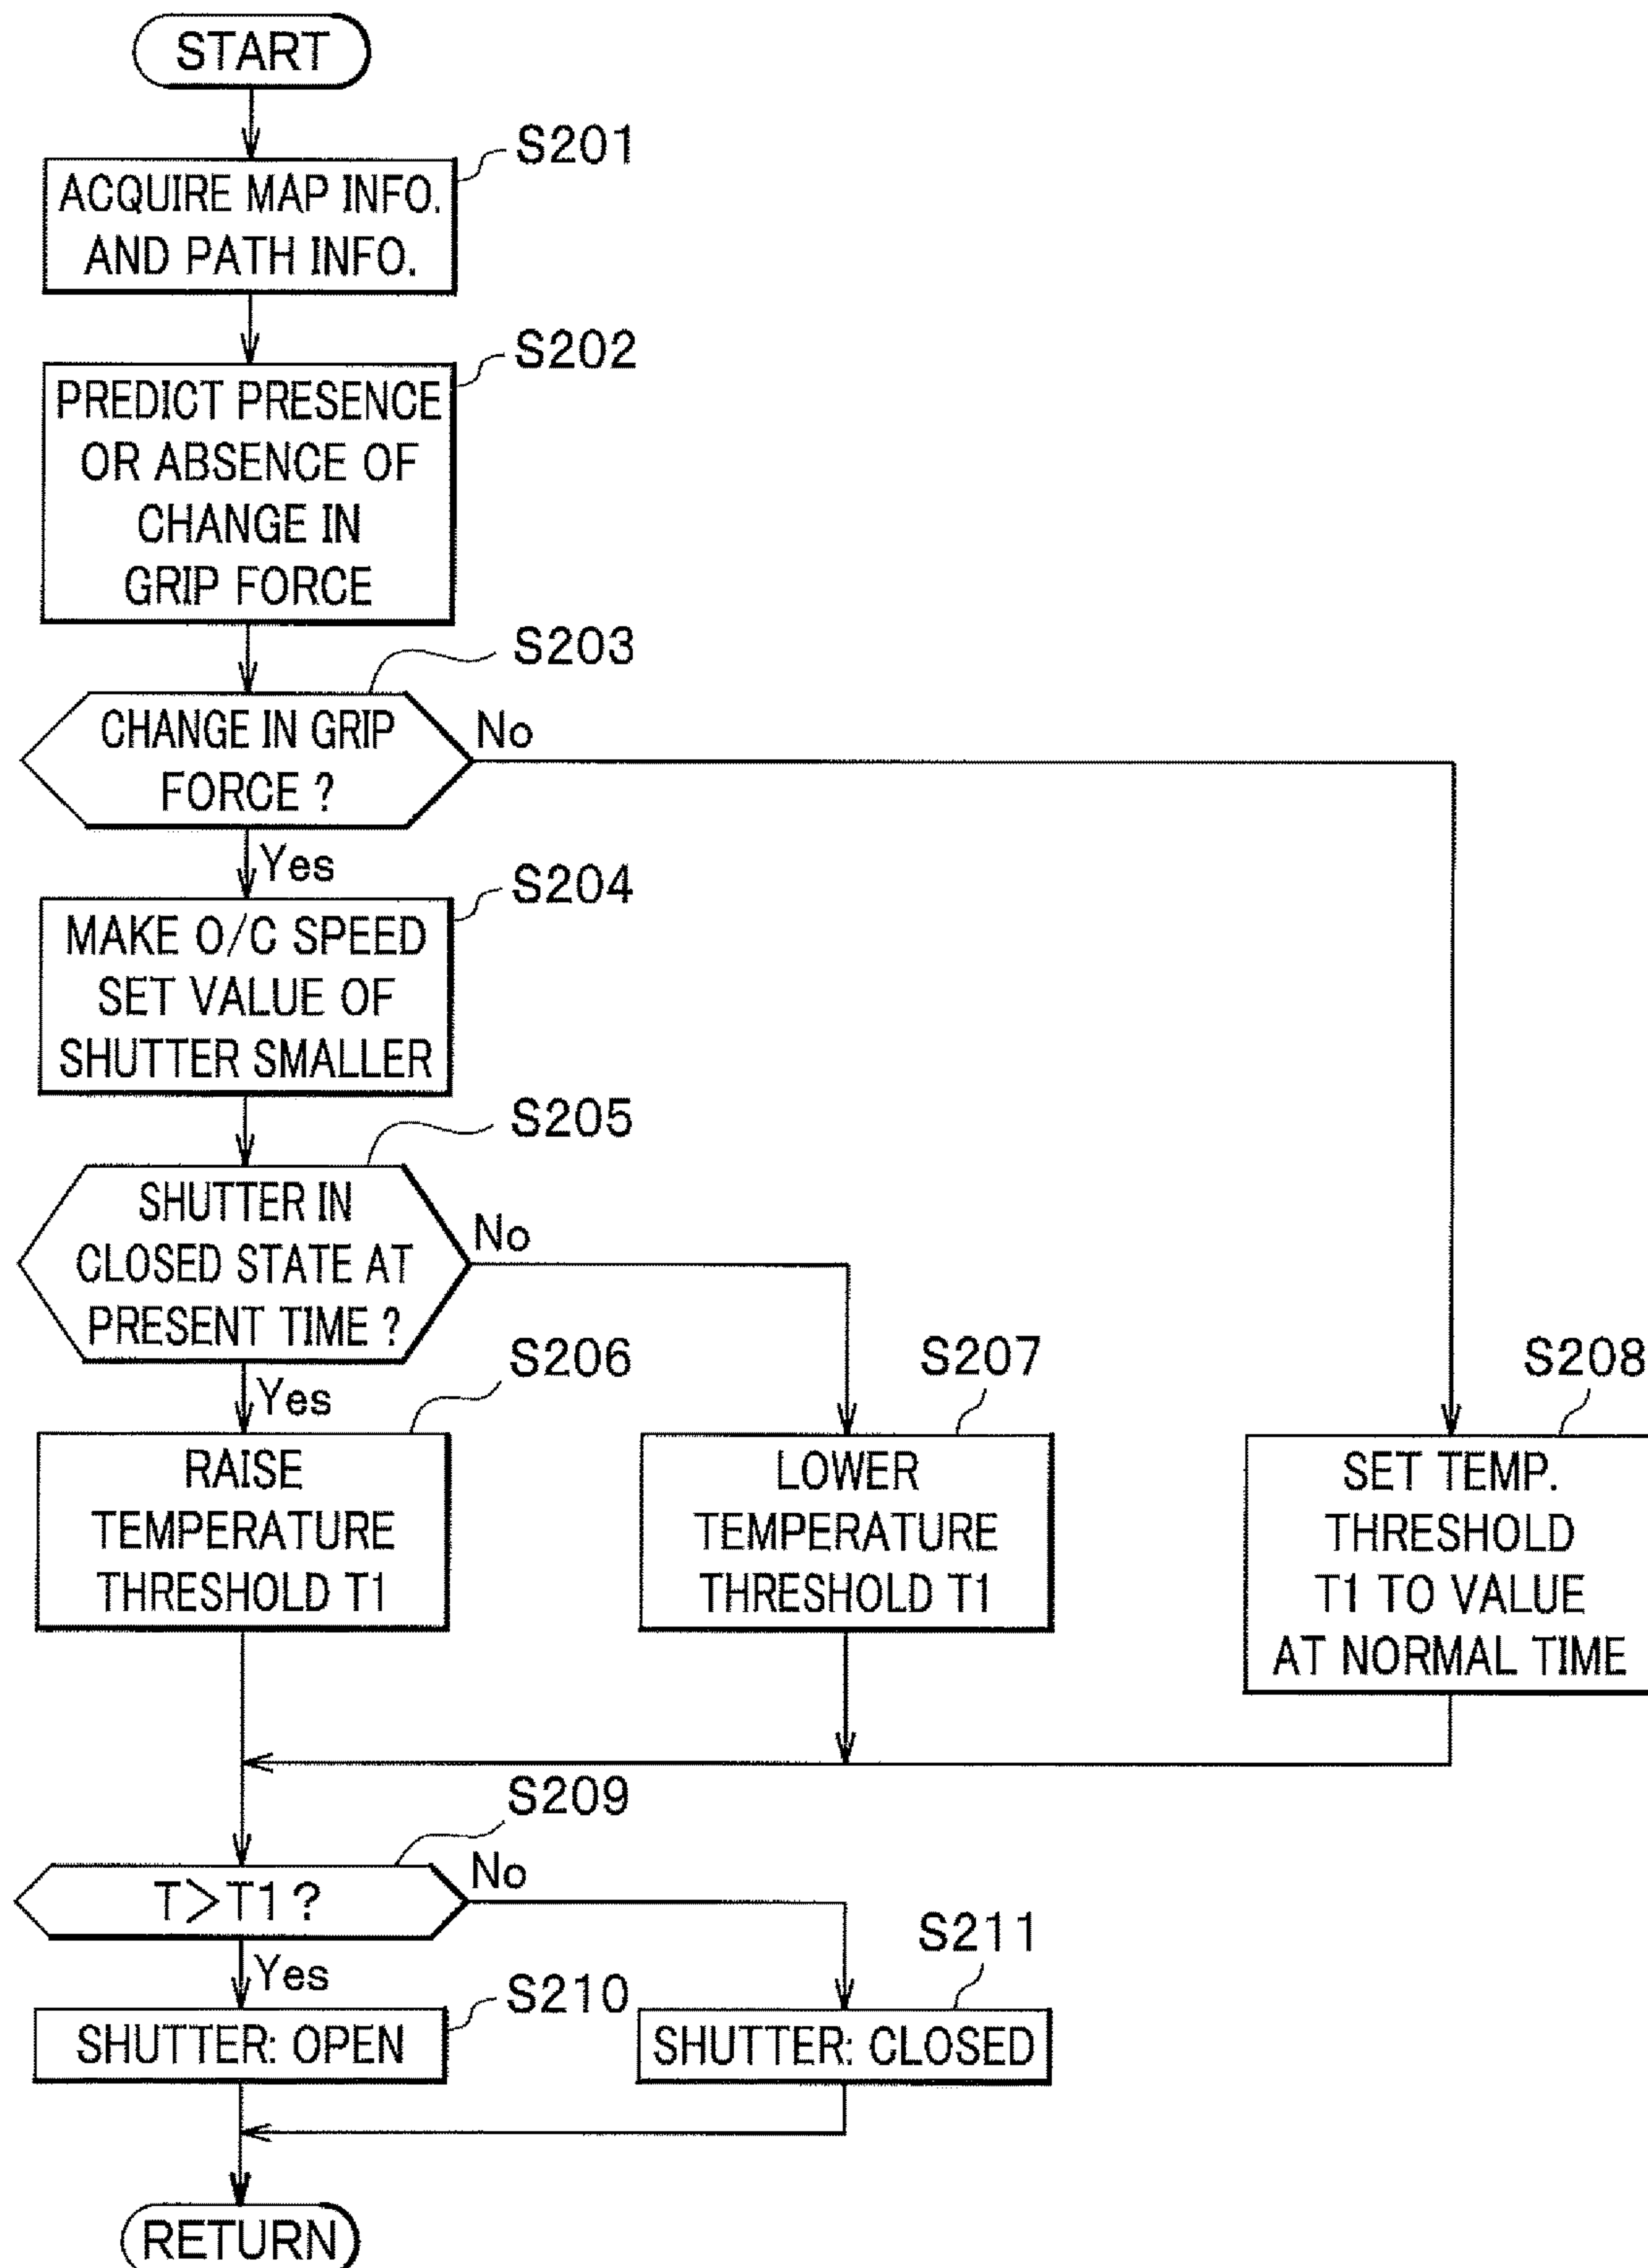 START
S201
ACQUIRE MAP INFO.
AND PATH INFO.
S202
PREDICT PRESENCE
OR ABSENCE OF
CHANGE IN
GRIP FORCE
S203
CHANGE IN GRIP
FORCE ?
No
Yes
S204
MAKE O/C SPEED
SET VALUE OF
SHUTTER SMALLER
S205
SHUTTER IN
CLOSED STATE AT
PRESENT TIME ?
No
Yes
S206
RAISE
TEMPERATURE
THRESHOLD T1
S207
LOWER
TEMPERATURE
THRESHOLD T1
S208
SET TEMP.
THRESHOLD
T1 TO VALUE
AT NORMAL TIME
S209
T>T1 ?
No
Yes
S210
SHUTTER: OPEN
S211
SHUTTER: CLOSED
RETURN